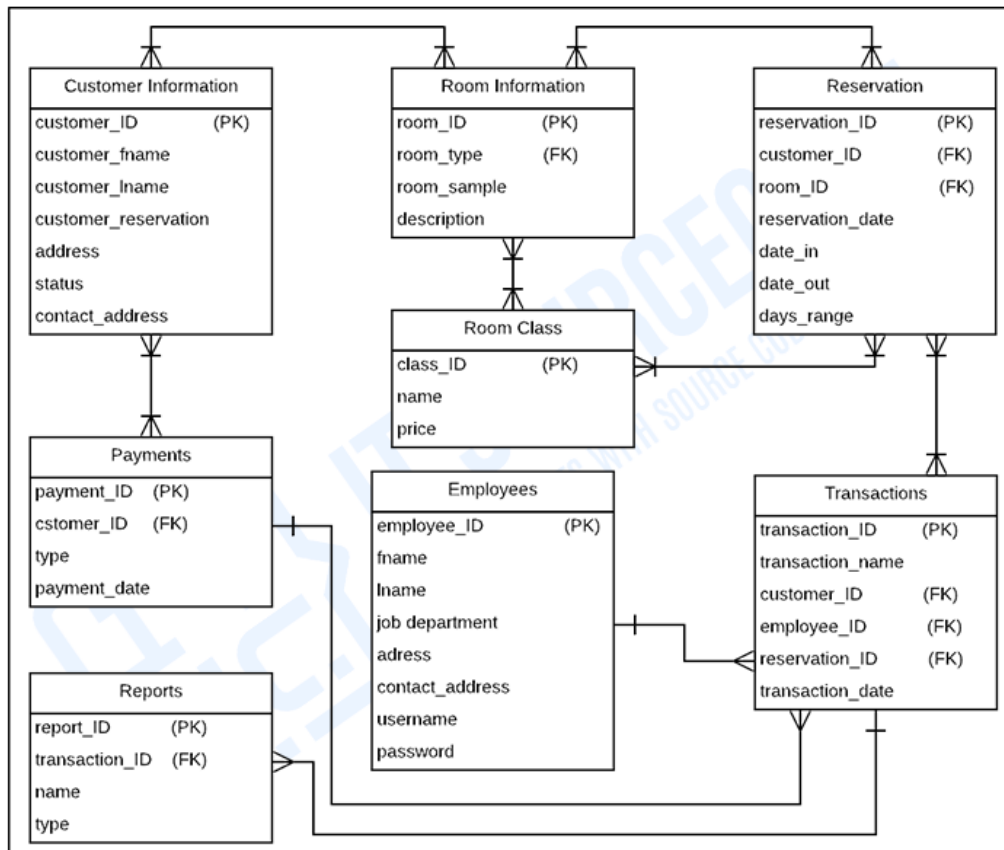 Customer Information
customer_ID (PK)
customer_fname
customer_lname
customer_reservation
address
status
contact_address
Room Information
room_ID (PK)
room_type (FK)
room_sample
description
Reservation
reservation_ID (PK)
customer_ID (FK)
room_ID (FK)
reservation_date
date_in
date_out
days_range
Room Class
class_ID (PK)
name
price
Payments
payment_ID (PK)
cstomer_ID (FK)
type
payment_date
Employees
employee_ID (PK)
fname
lname
job department
adress
contact_address
username
password
Transactions
transaction_ID (PK)
transaction_name
customer_ID (FK)
employee_ID (FK)
reservation_ID (FK)
transaction_date
Reports
report_ID (PK)
transaction_ID (FK)
name
type
WITH SOURCE